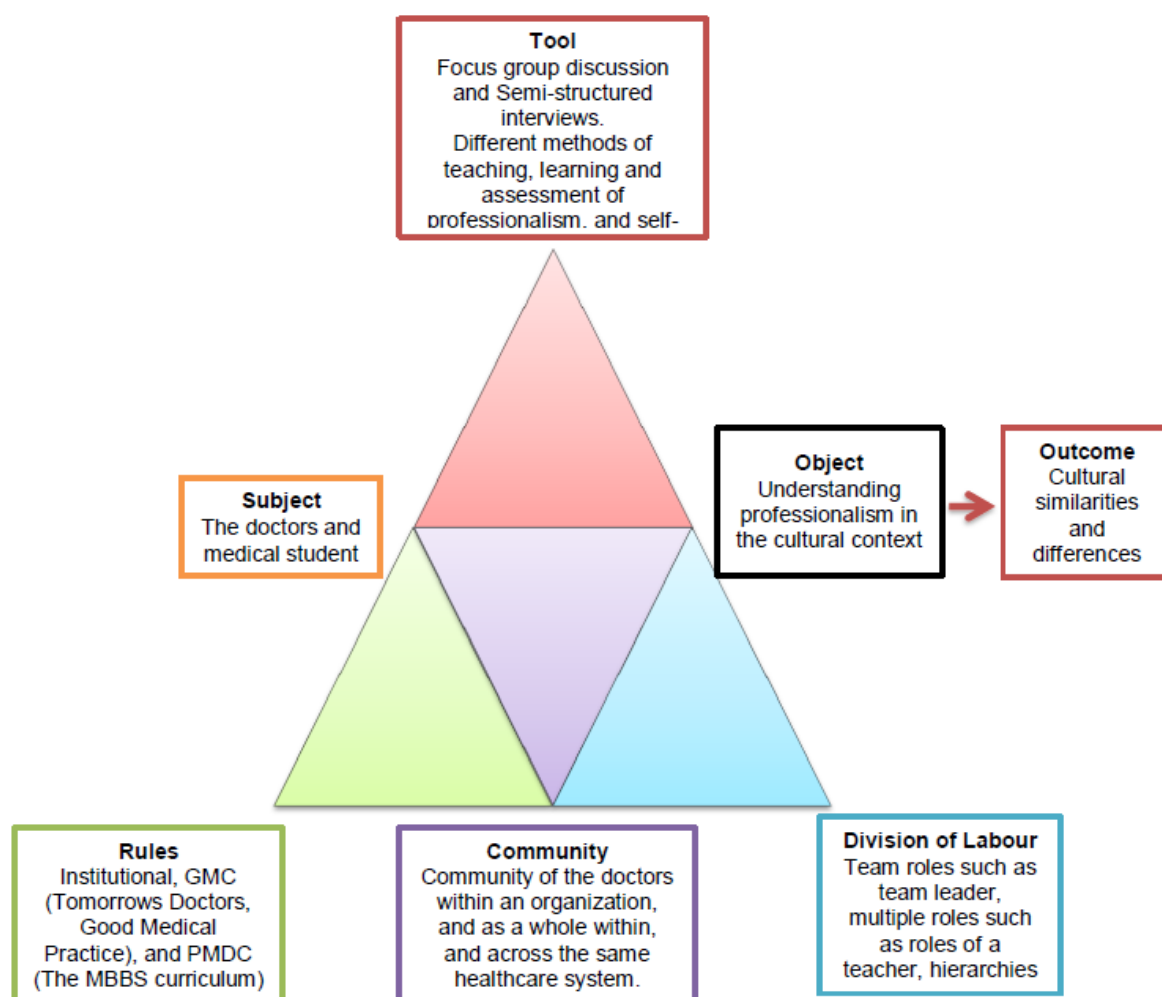 Tool
Focus group discussion
and Semi-structured
interviews.
Different methods of
teaching, learning and
assessment of
professionalism. and self-
Subject
The doctors and
medical student
Object
Understanding
professionalism in
the cultural context
Outcome
Cultural
similarities
and
differences
Rules
Institutional, GMC
(Tomorrows Doctors,
Good Medical
Practice), and PMDC
(The MBBS curriculum)
Community
Community of the doctors
within an organization,
and as a whole within,
and across the same
healthcare system.
Division of Labour
Team roles such as
team leader,
multiple roles such
as roles of a
teacher, hierarchies